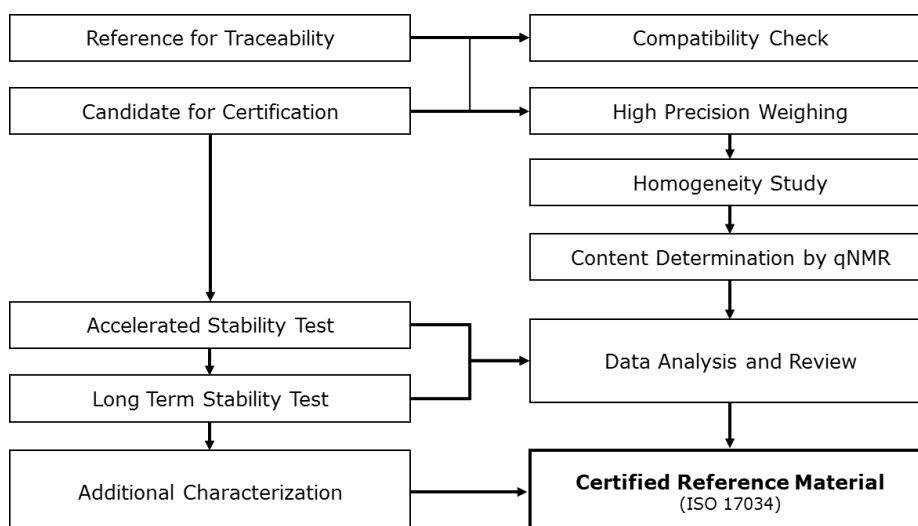 Reference for Traceability
Compatibility Check
Candidate for Certification
High Precision Weighing
Homogeneity Study
Content Determination by qNMR
Accelerated Stability Test
Data Analysis and Review
Long Term Stability Test
Additional Characterization
Certified Reference Material
(ISO 17034)